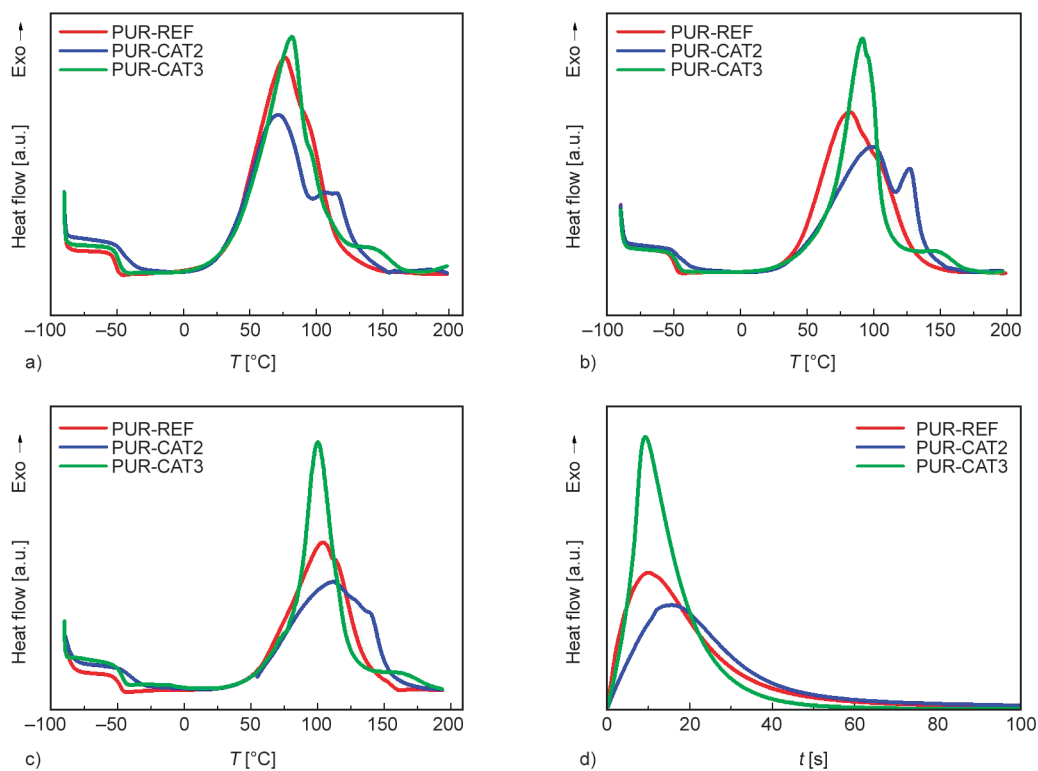 PUR-REF
PUR-CAT2
PUR-CAT3
Exo →
Heat flow [a.u.]
–100 –50 0 50 100 150 200
a) T [°C]
PUR-REF
PUR-CAT2
PUR-CAT3
Exo →
Heat flow [a.u.]
–100 –50 0 50 100 150 200
b) T [°C]
PUR-REF
PUR-CAT2
PUR-CAT3
Exo →
Heat flow [a.u.]
–100 –50 0 50 100 150 200
c) T [°C]
PUR-REF
PUR-CAT2
PUR-CAT3
Exo →
Heat flow [a.u.]
0 20 40 60 80 100
d) t [s]